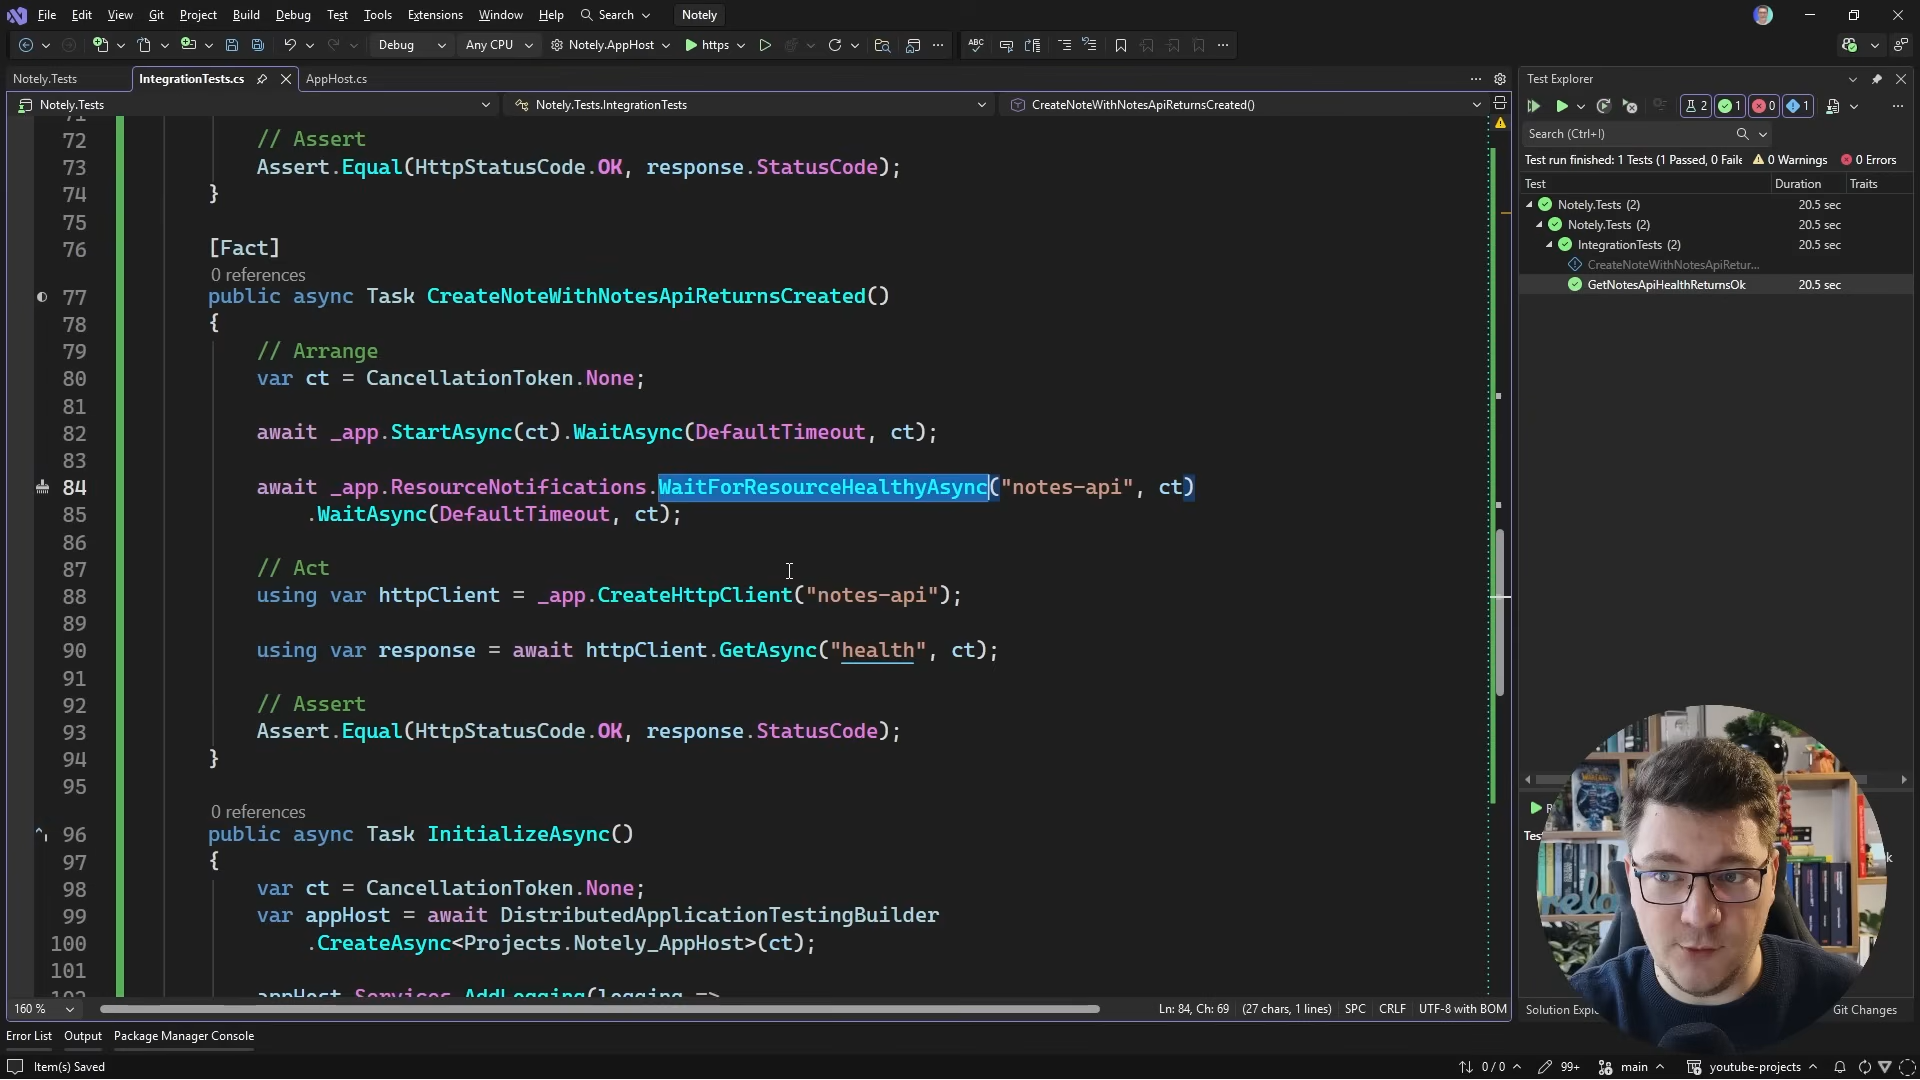 File Edit View Git Project Build Debug Test Tools Extensions Window Help Search Notely
Debug Any CPU Notely.AppHost https
Notely.Tests IntegrationTests.cs AppHost.cs
Notely.Tests Notely.Tests.IntegrationTests CreateNoteWithNotesApiReturnsCreated()
72 // Assert
73 Assert.Equal(HttpStatusCode.OK, response.StatusCode);
74 }
75
76 [Fact]
0 references
77 public async Task CreateNoteWithNotesApiReturnsCreated()
78 {
79 // Arrange
80 var ct = CancellationToken.None;
81
82 await _app.StartAsync(ct).WaitAsync(DefaultTimeout, ct);
83
84 await _app.ResourceNotifications.WaitForResourceHealthyAsync("notes-api", ct)
85 .WaitAsync(DefaultTimeout, ct);
86
87 // Act
88 using var httpClient = _app.CreateHttpClient("notes-api");
89
90 using var response = await httpClient.GetAsync("health", ct);
91
92 // Assert
93 Assert.Equal(HttpStatusCode.OK, response.StatusCode);
94 }
95
0 references
96 public async Task InitializeAsync()
97 {
98 var ct = CancellationToken.None;
99 var appHost = await DistributedApplicationTestingBuilder
100 .CreateAsync<Projects.Notely_AppHost>(ct);
101
appHost.Services.AddLogging(logging =>
160 % Ln: 84, Ch: 69 (27 chars, 1 lines) SPC CRLF UTF-8 with BOM
Error List Output Package Manager Console
Item(s) Saved 0 / 0 99+ main youtube-projects
Test Explorer
2 1 0 1
Search (Ctrl+I)
Test run finished: 1 Tests (1 Passed, 0 Faile 0 Warnings 0 Errors
Test Duration Traits
Notely.Tests (2) 20.5 sec
Notely.Tests (2) 20.5 sec
IntegrationTests (2) 20.5 sec
CreateNoteWithNotesApiRetur...
GetNotesApiHealthReturnsOk 20.5 sec
Solution Explo
Git Changes